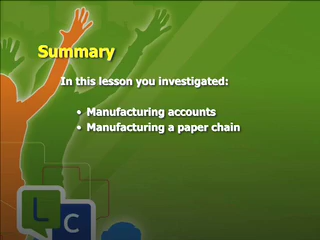 Summary
In this lesson you investigated:
• Manufacturing accounts
• Manufacturing a paper chain
L
C